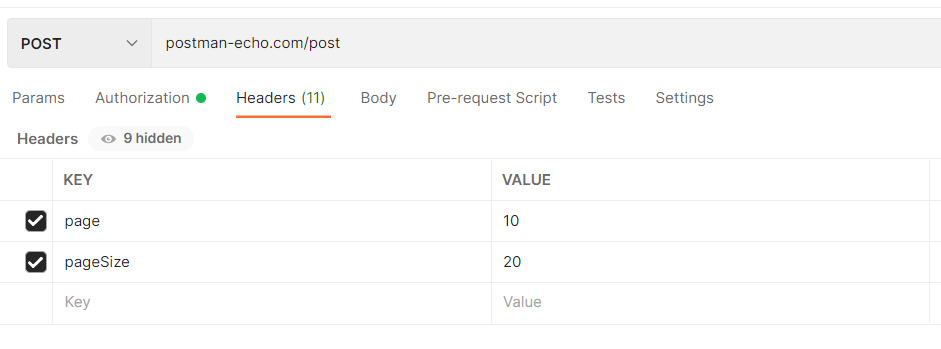 POST postman-echo.com/post
Params Authorization Headers (11) Body Pre-request Script Tests Settings
Headers 9 hidden
KEY VALUE
page 10
pageSize 20
Key Value